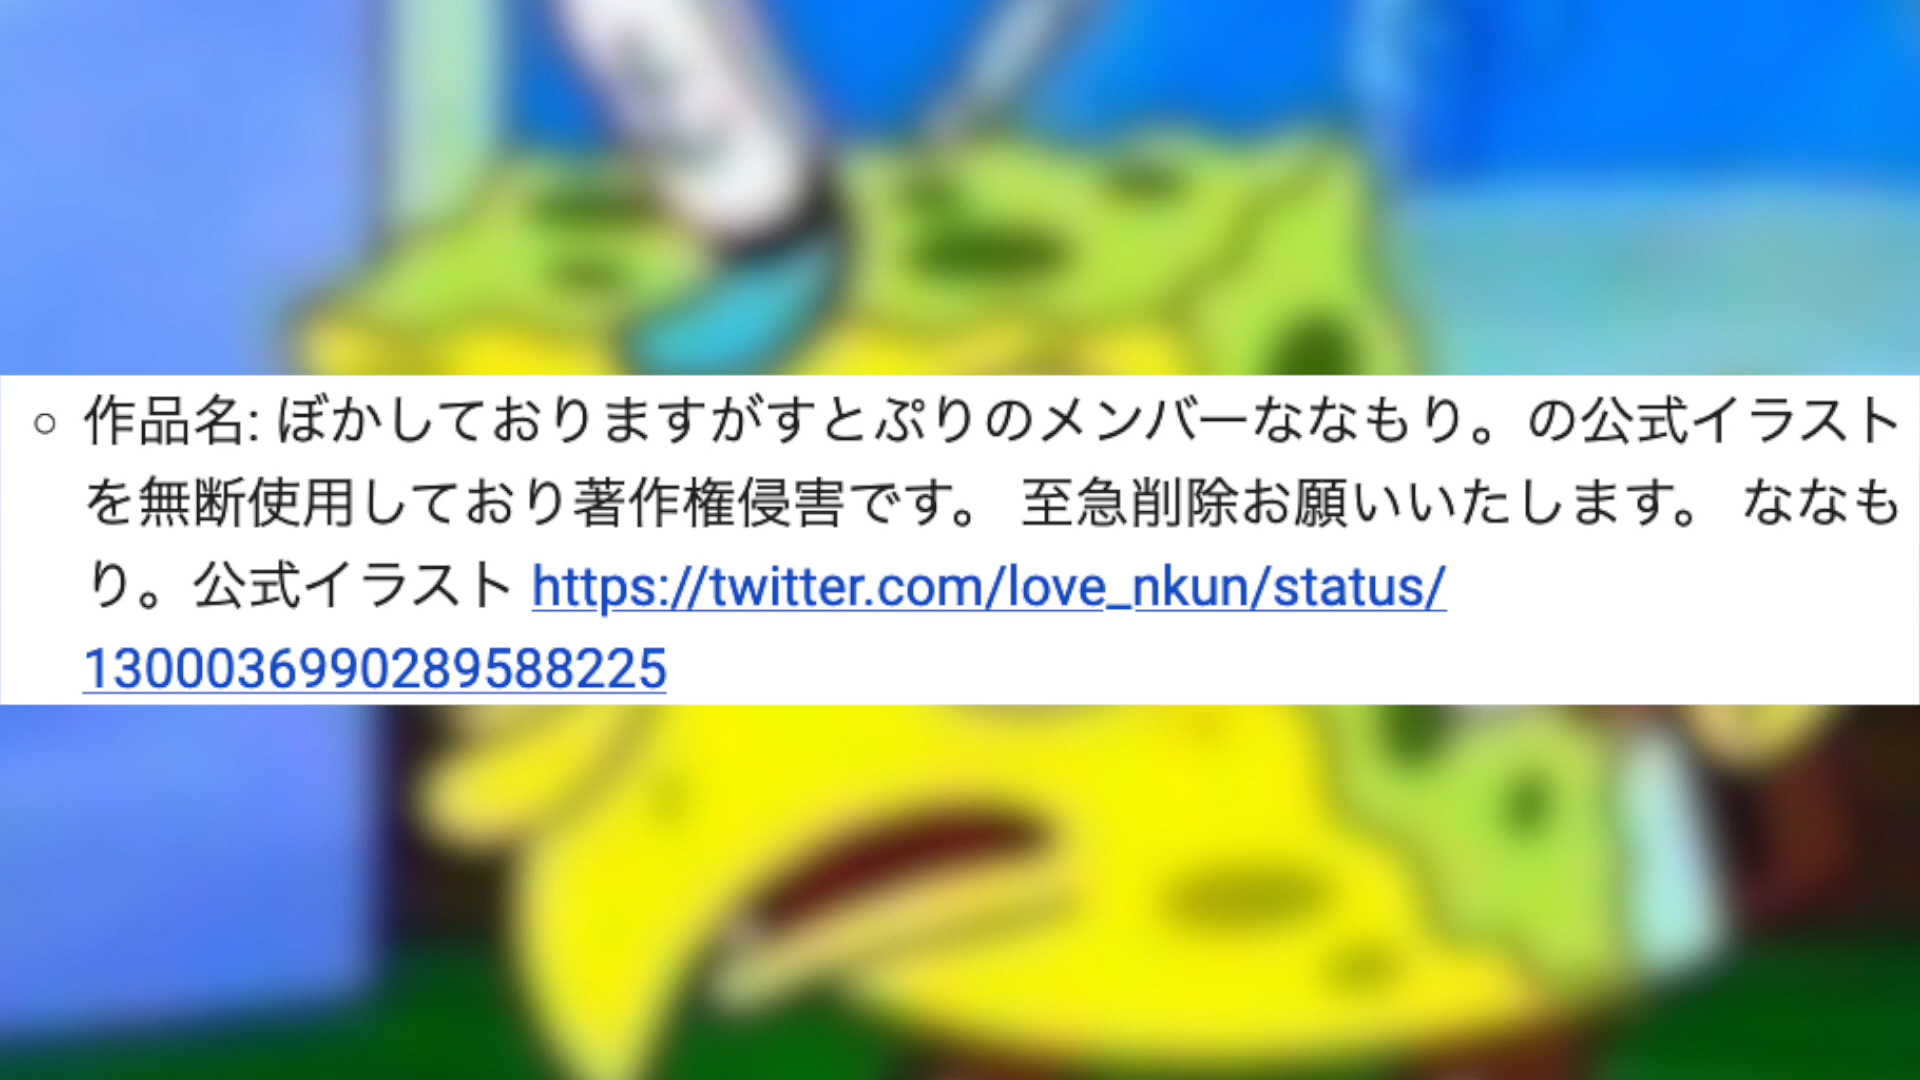 作品名: ぼかしておりますがすとぷりのメンバーななもり。の公式イラスト
を無断使用しており著作権侵害です。 至急削除お願いいたします。 ななも
り。公式イラスト https://twitter.com/love_nkun/status/
1300036990289588225